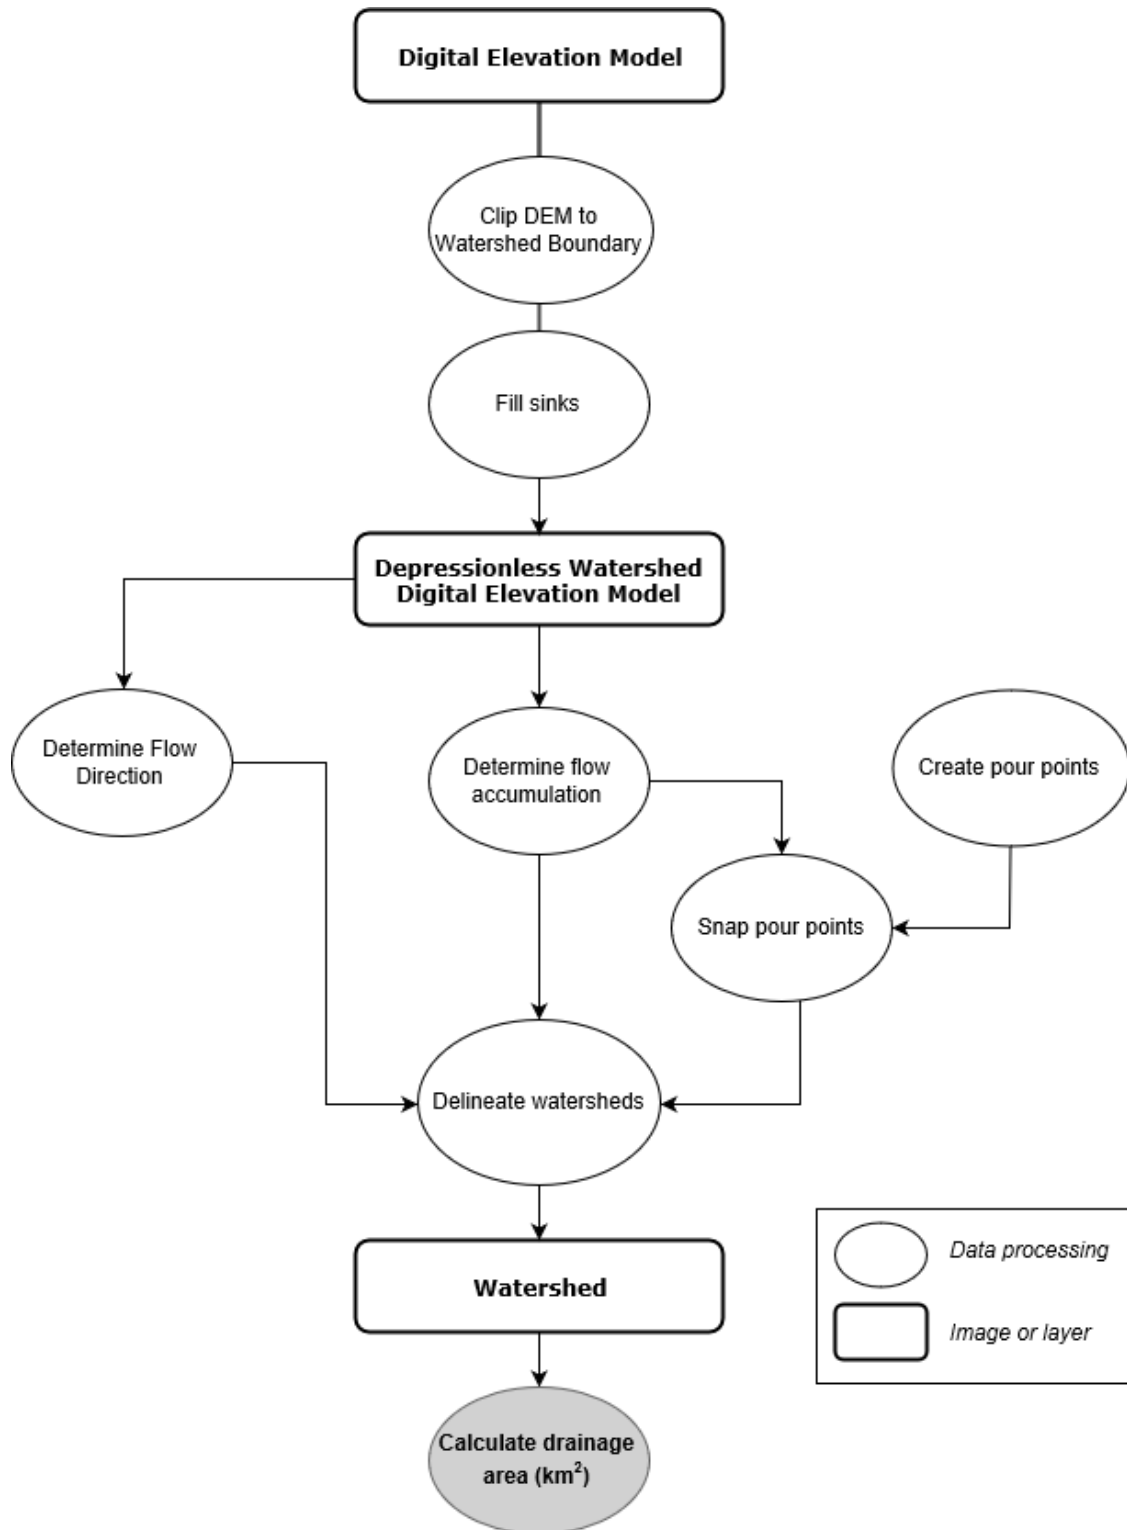 Digital Elevation Model
Clip DEM to
Watershed Boundary
Fill sinks
Depressionless Watershed
Digital Elevation Model
Determine Flow
Direction
Determine flow
accumulation
Create pour points
Snap pour points
Delineate watersheds
Watershed
Data processing
Image or layer
Calculate drainage
area (km²)